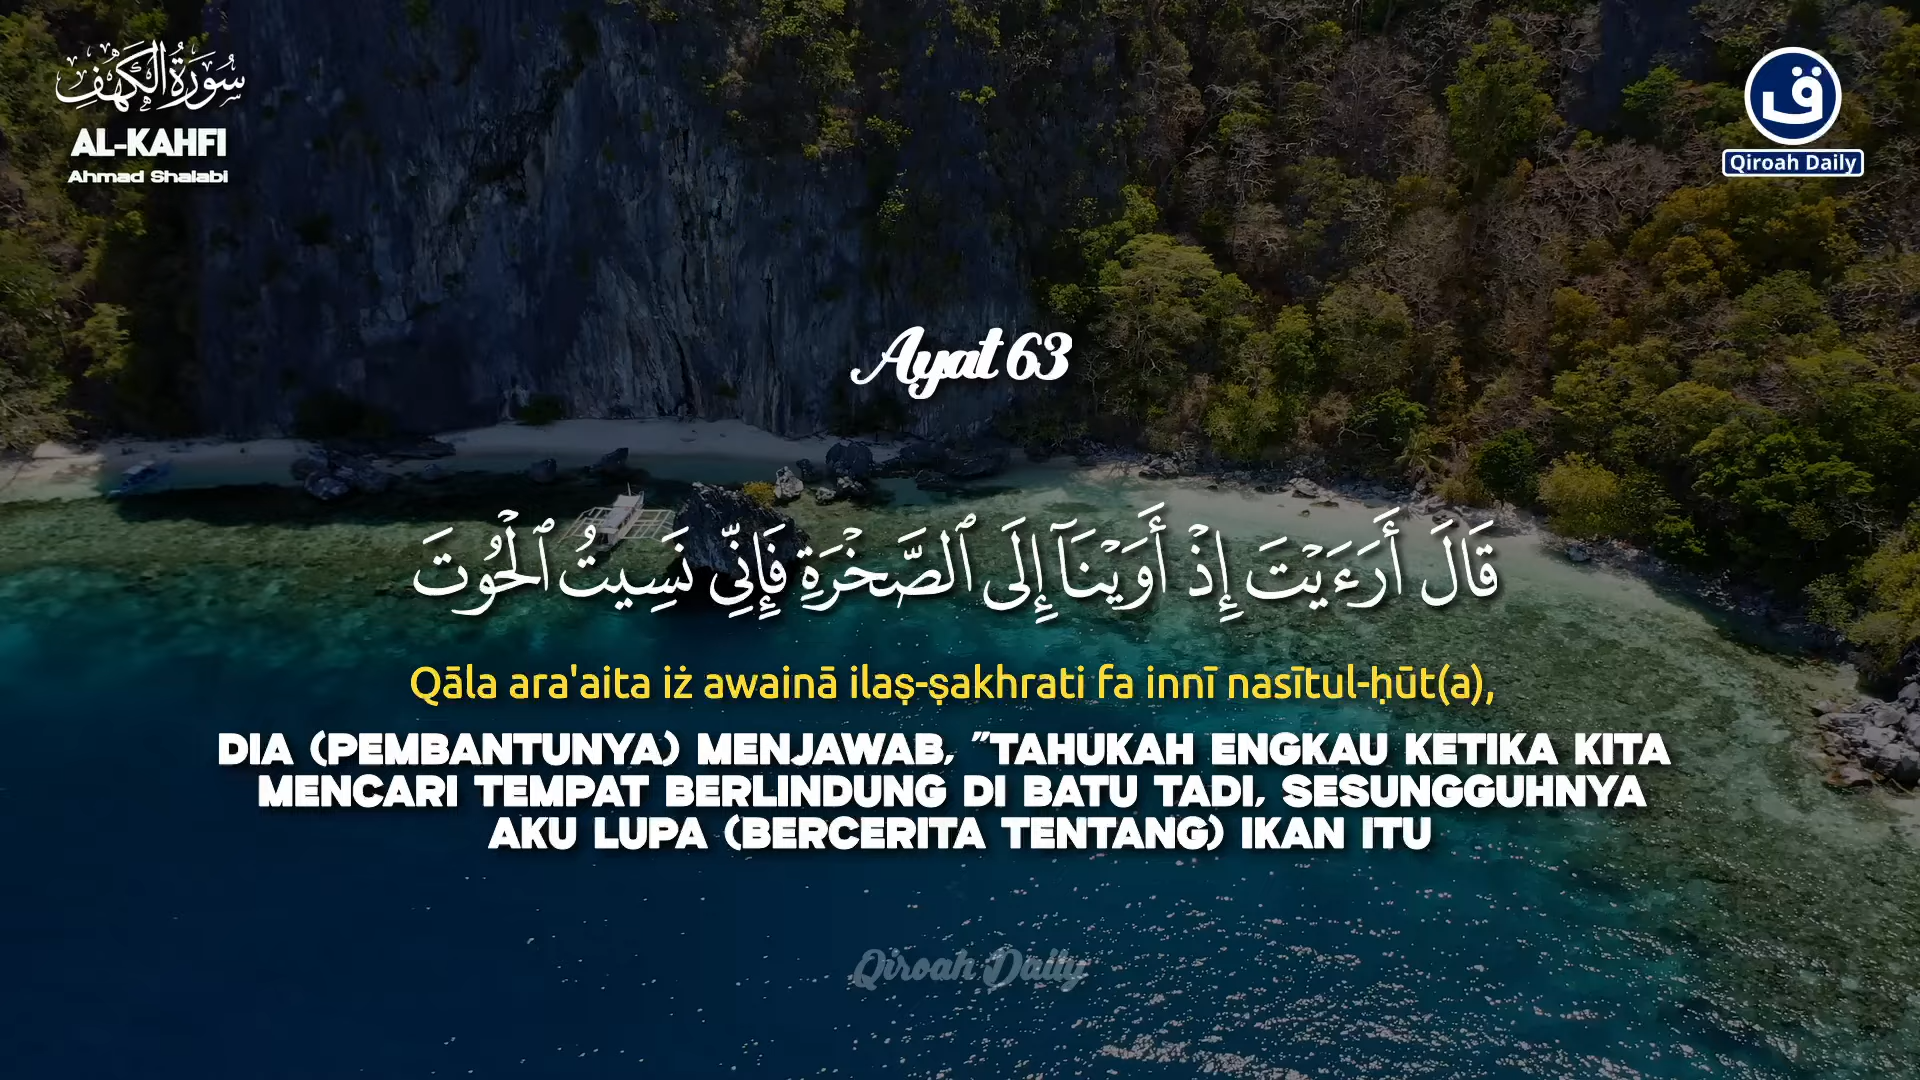 سُورَةُ الْكَهْفِ
AL-KAHFI
Ahmad Shalabi
ق
Qiroah Daily
Ayat 63
قَالَ أَرَءَيْتَ إِذْ أَوَيْنَآ إِلَى ٱلصَّخْرَةِ فَإِنِّى نَسِيتُ ٱلْحُوتَ
Qāla ara'aita iż awainā ilaṣ-ṣakhrati fa innī nasītul-ḥūt(a),
DIA (PEMBANTUNYA) MENJAWAB, "TAHUKAH ENGKAU KETIKA KITA
MENCARI TEMPAT BERLINDUNG DI BATU TADI, SESUNGGUHNYA
AKU LUPA (BERCERITA TENTANG) IKAN ITU
Qiroah Daily